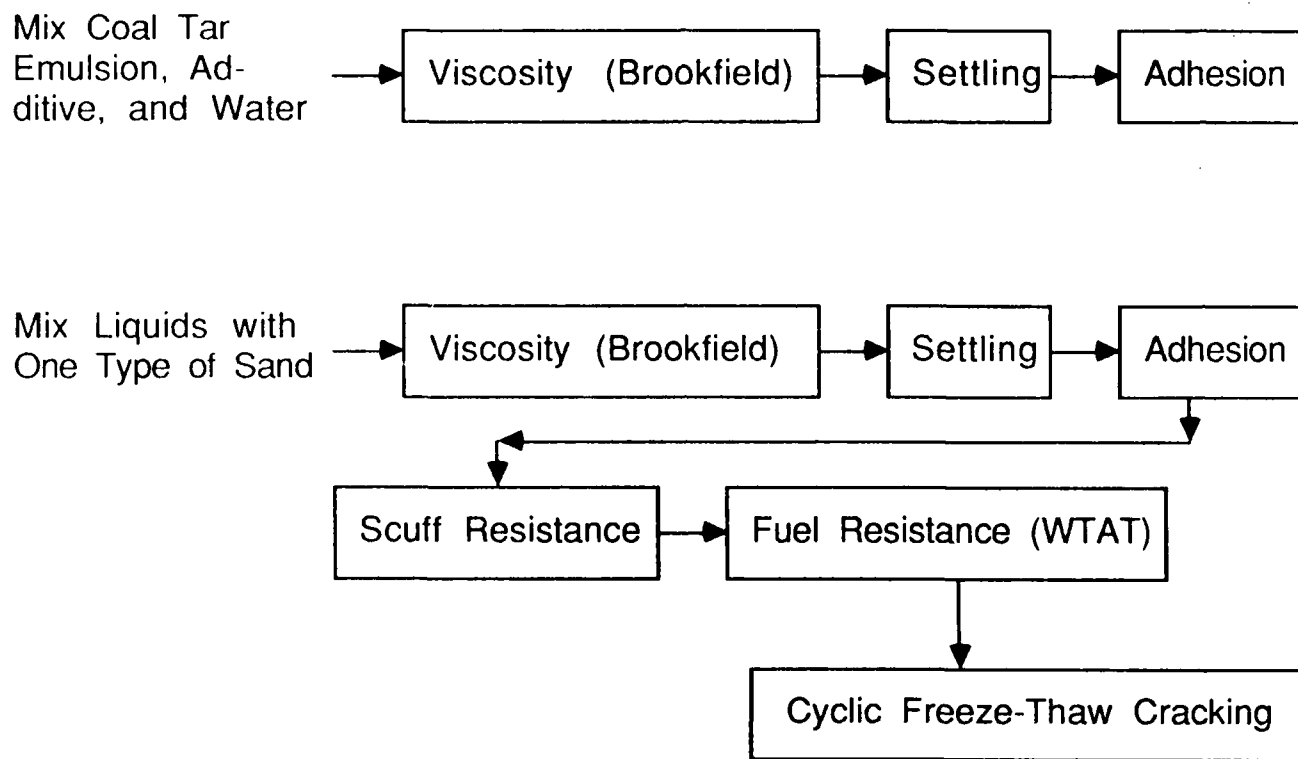 Mix Coal Tar
Emulsion, Ad-
ditive, and Water
Viscosity (Brookfield)
Settling
Adhesion
Mix Liquids with
One Type of Sand
Viscosity (Brookfield)
Settling
Adhesion
Scuff Resistance
Fuel Resistance (WTAT)
Cyclic Freeze-Thaw Cracking